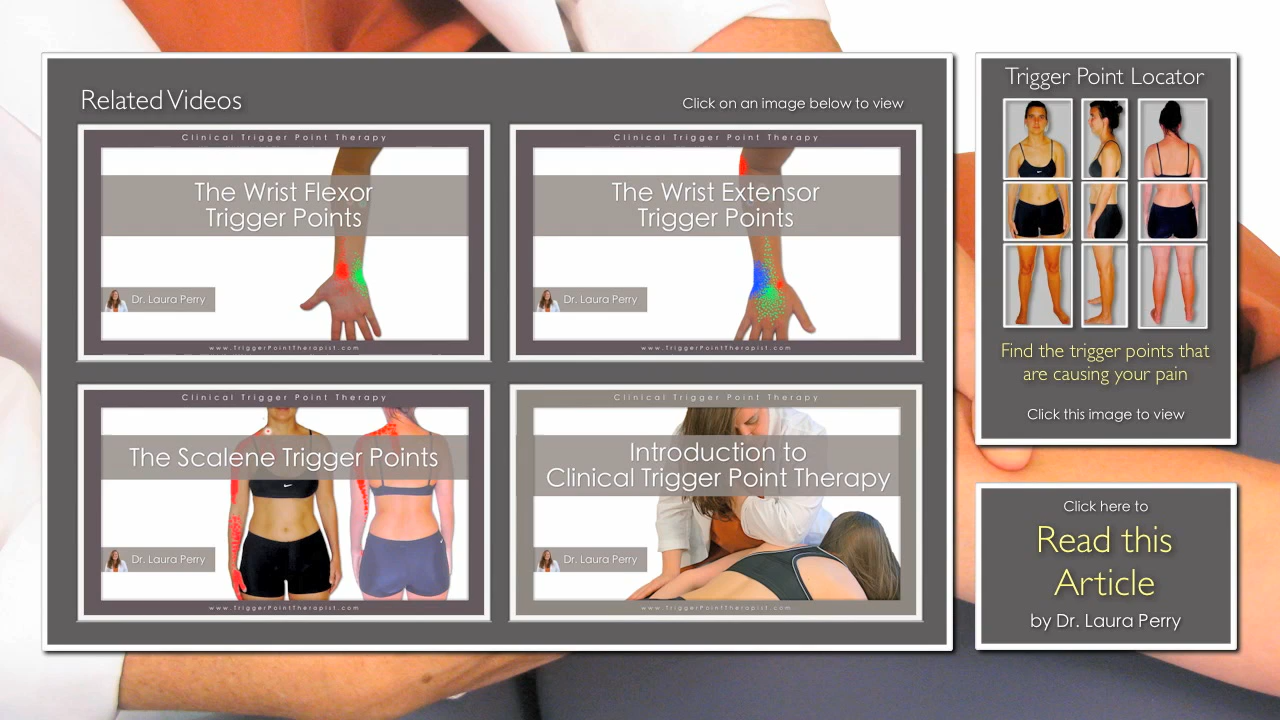 Related Videos
Click on an image below to view
Clinical Trigger Point Therapy
The Wrist Flexor
Trigger Points
Dr. Laura Perry
www.TriggerPointTherapist.com
Clinical Trigger Point Therapy
The Wrist Extensor
Trigger Points
Dr. Laura Perry
www.TriggerPointTherapist.com
Clinical Trigger Point Therapy
The Scalene Trigger Points
Dr. Laura Perry
www.TriggerPointTherapist.com
Clinical Trigger Point Therapy
Introduction to
Clinical Trigger Point Therapy
Dr. Laura Perry
www.TriggerPointTherapist.com
Trigger Point Locator
Find the trigger points that
are causing your pain
Click this image to view
Click here to
Read this
Article
by Dr. Laura Perry